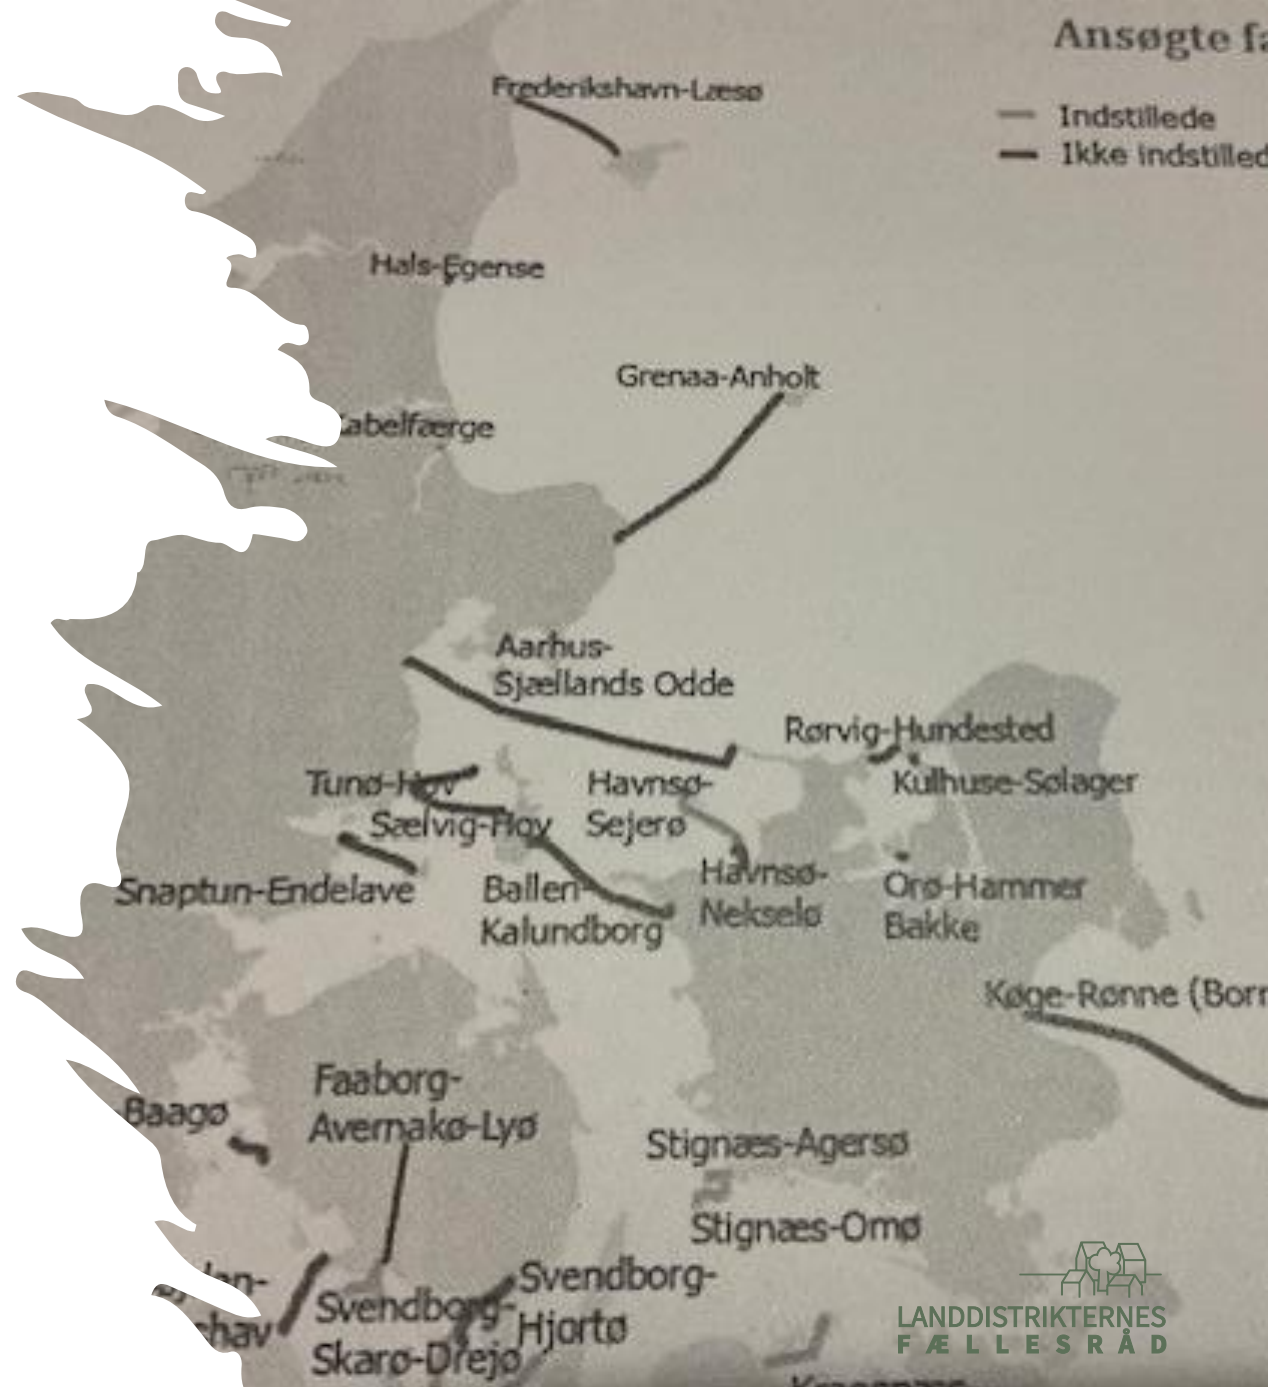 Ansøgte
Indstillede
Ikke indstilled
Frederikshavn-Læsø
Hals-Egense
Grenaa-Anholt
Kabelfærge
Aarhus-
Sjællands Odde
Rørvig-Hundested
Kulhuse-Sølager
Tunø-Hov
Havnsø-
Sejerø
Sælvig-Hov
Snaptun-Endelave
Ballen-
Kalundborg
Havnsø-
Nekselø
Orø-Hammer
Bakke
Køge-Rønne (Born
Faaborg-
Avernakø-Lyø
-Baagø
Stignæs-Agersø
Stignæs-Omø
Svendborg-
Hjortø
Svendborg-
Skarø-Drejø
LANDDISTRIKTERNES
FÆLLESRÅD